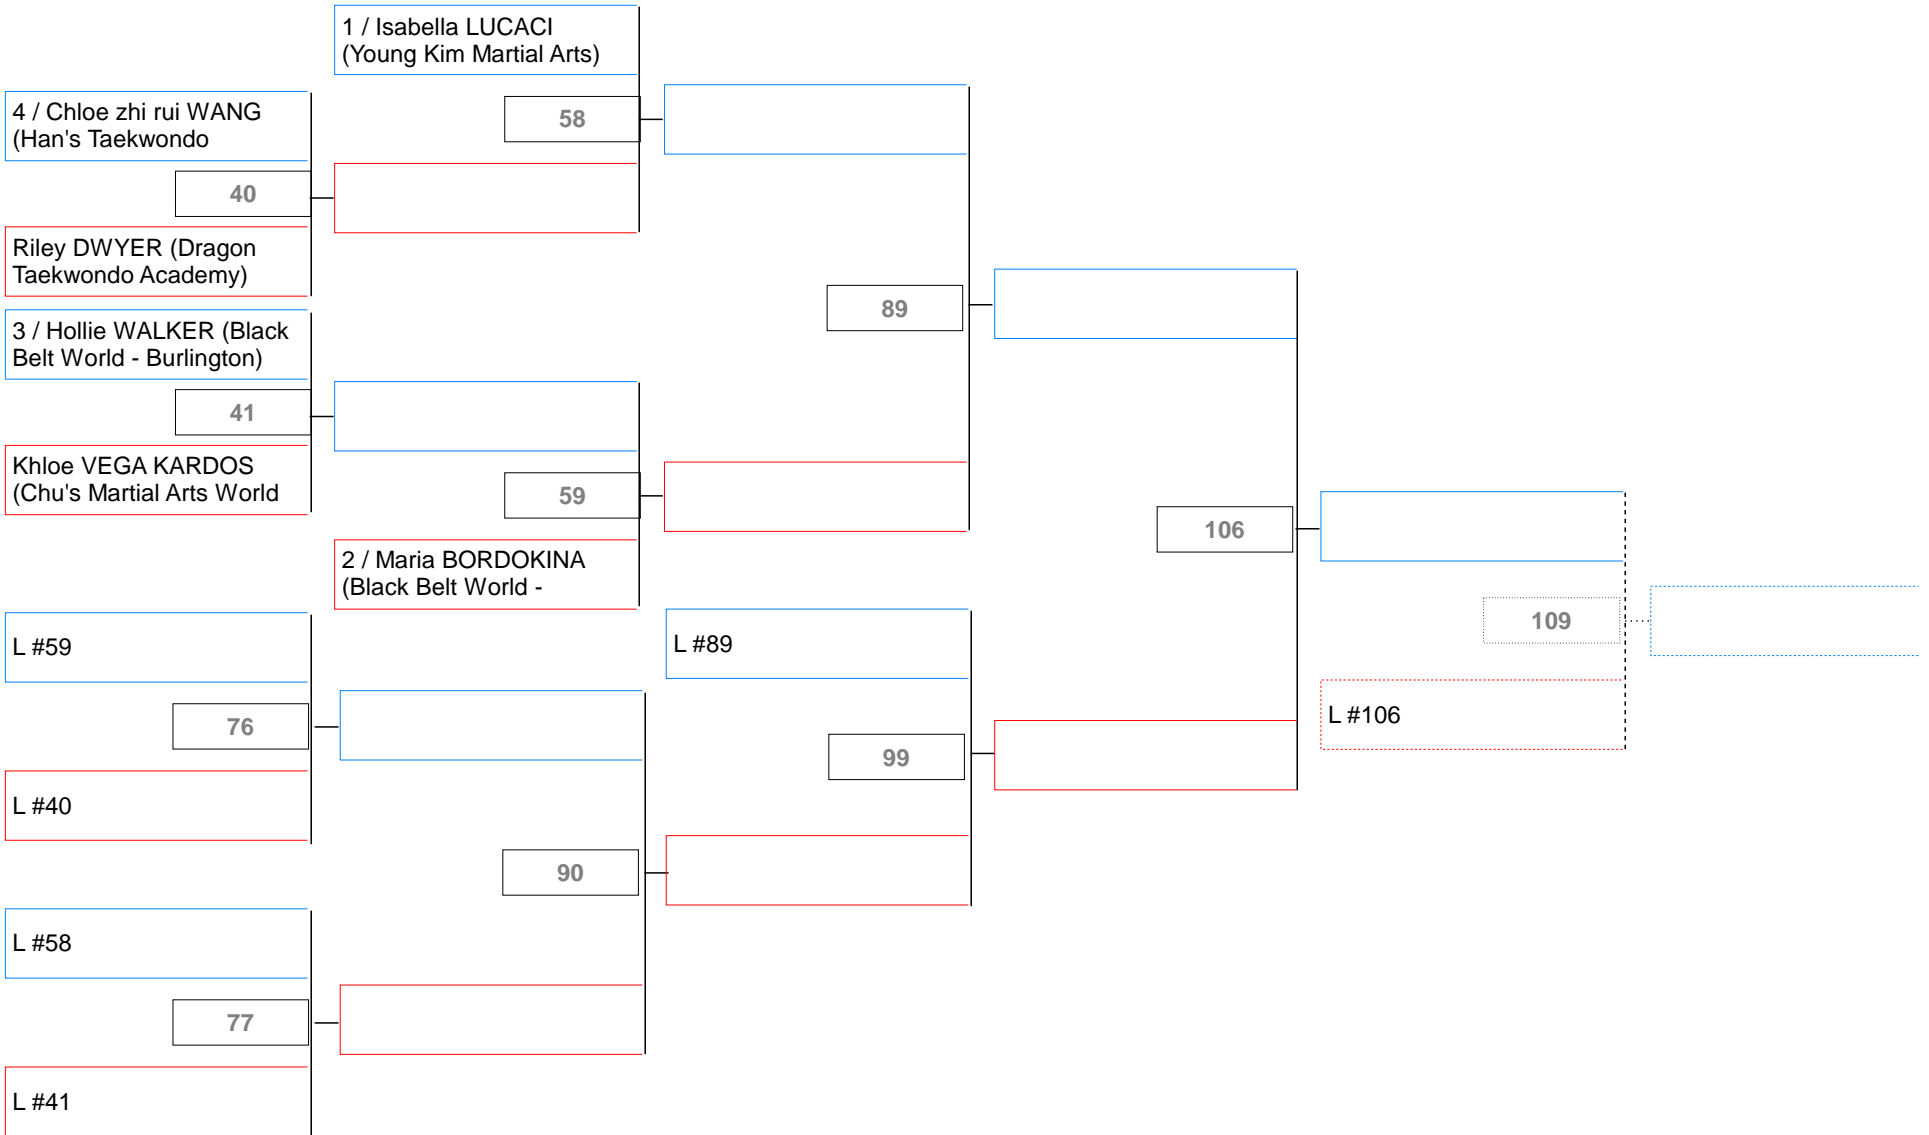 1 / Isabella LUCACI
(Young Kim Martial Arts)
4 / Chloe zhi rui WANG
(Han's Taekwondo
58
40
Riley DWYER (Dragon
Taekwondo Academy)
3 / Hollie WALKER (Black
Belt World - Burlington)
89
41
Khloe VEGA KARDOS
(Chu's Martial Arts World
59
106
2 / Maria BORDOKINA
(Black Belt World -
L #59
L #89
109
76
L #106
99
L #40
90
L #58
77
L #41